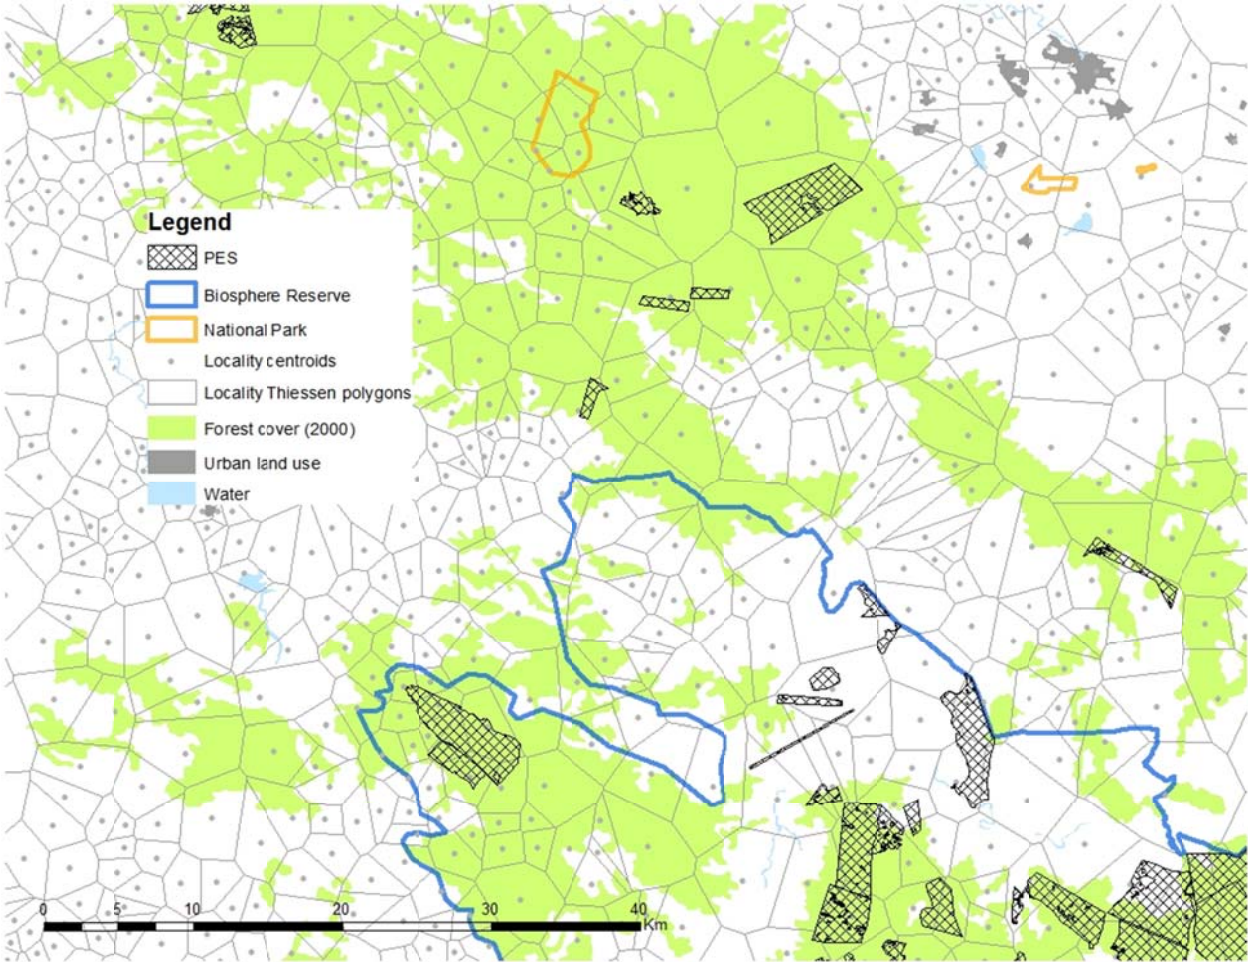 Legend
PES
Biosphere Reserve
National Park
Locality centroids
Locality Thiessen polygons
Forest cover (2000)
Urban land use
Water
0 5 10 20 30 40
Km